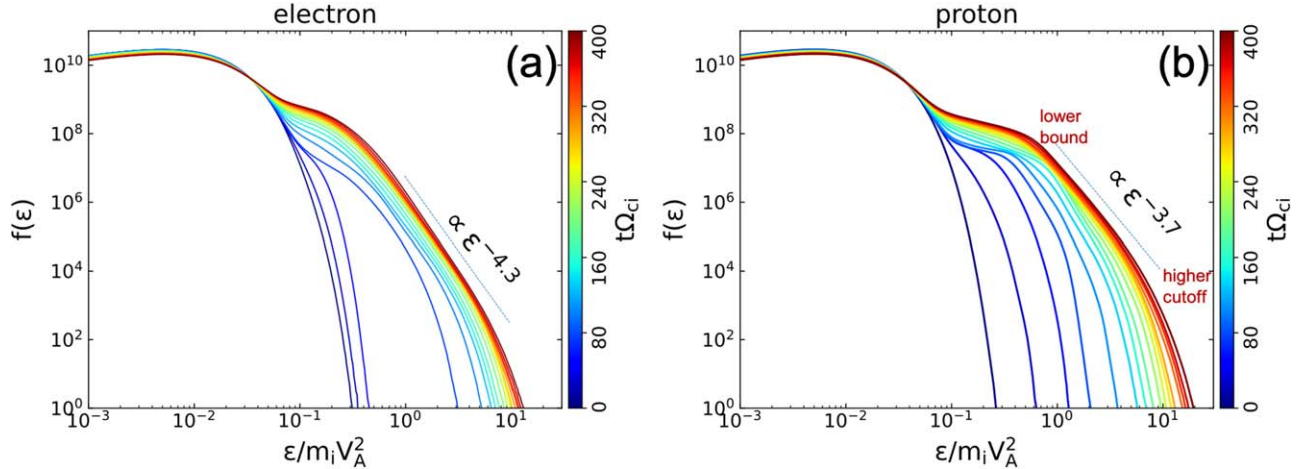 electron
(a)
f(ε)
10^10
10^8
10^6
10^4
10^2
10^0
10^−3
10^−2
10^−1
10^0
10^1
ε/m_iV_A^2
∝ ε^−4.3
400
320
240
160
80
0
tΩ_ci
proton
(b)
f(ε)
10^10
10^8
10^6
10^4
10^2
10^0
10^−3
10^−2
10^−1
10^0
10^1
ε/m_iV_A^2
lower
bound
∝ ε^−3.7
higher
cutoff
400
320
240
160
80
0
tΩ_ci